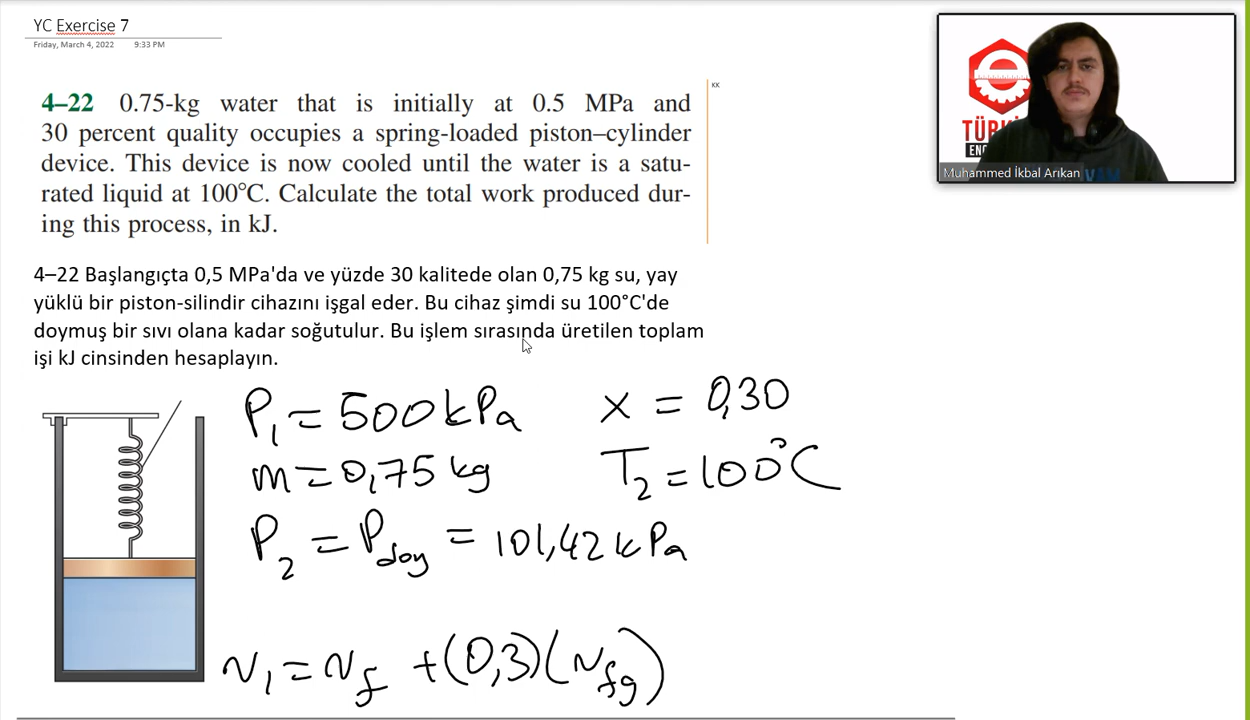 YC Exercise 7
Friday, March 4, 2022 9:33 PM
4–22 0.75-kg water that is initially at 0.5 MPa and
30 percent quality occupies a spring-loaded piston–cylinder
device. This device is now cooled until the water is a satu-
rated liquid at 100°C. Calculate the total work produced dur-
ing this process, in kJ.
KK
TÜRKİ
ENG
Muhammed İkbal Arıkan
4–22 Başlangıçta 0,5 MPa'da ve yüzde 30 kalitede olan 0,75 kg su, yay
yüklü bir piston-silindir cihazını işgal eder. Bu cihaz şimdi su 100°C'de
doymuş bir sıvı olana kadar soğutulur. Bu işlem sırasında üretilen toplam
işi kJ cinsinden hesaplayın.
P₁ = 500kPa x = 0,30
m = 0,75 kg T₂ = 100°C
P₂ = Pdoy = 101,42 kPa
v₁ = vf + (0,3)(vfg)